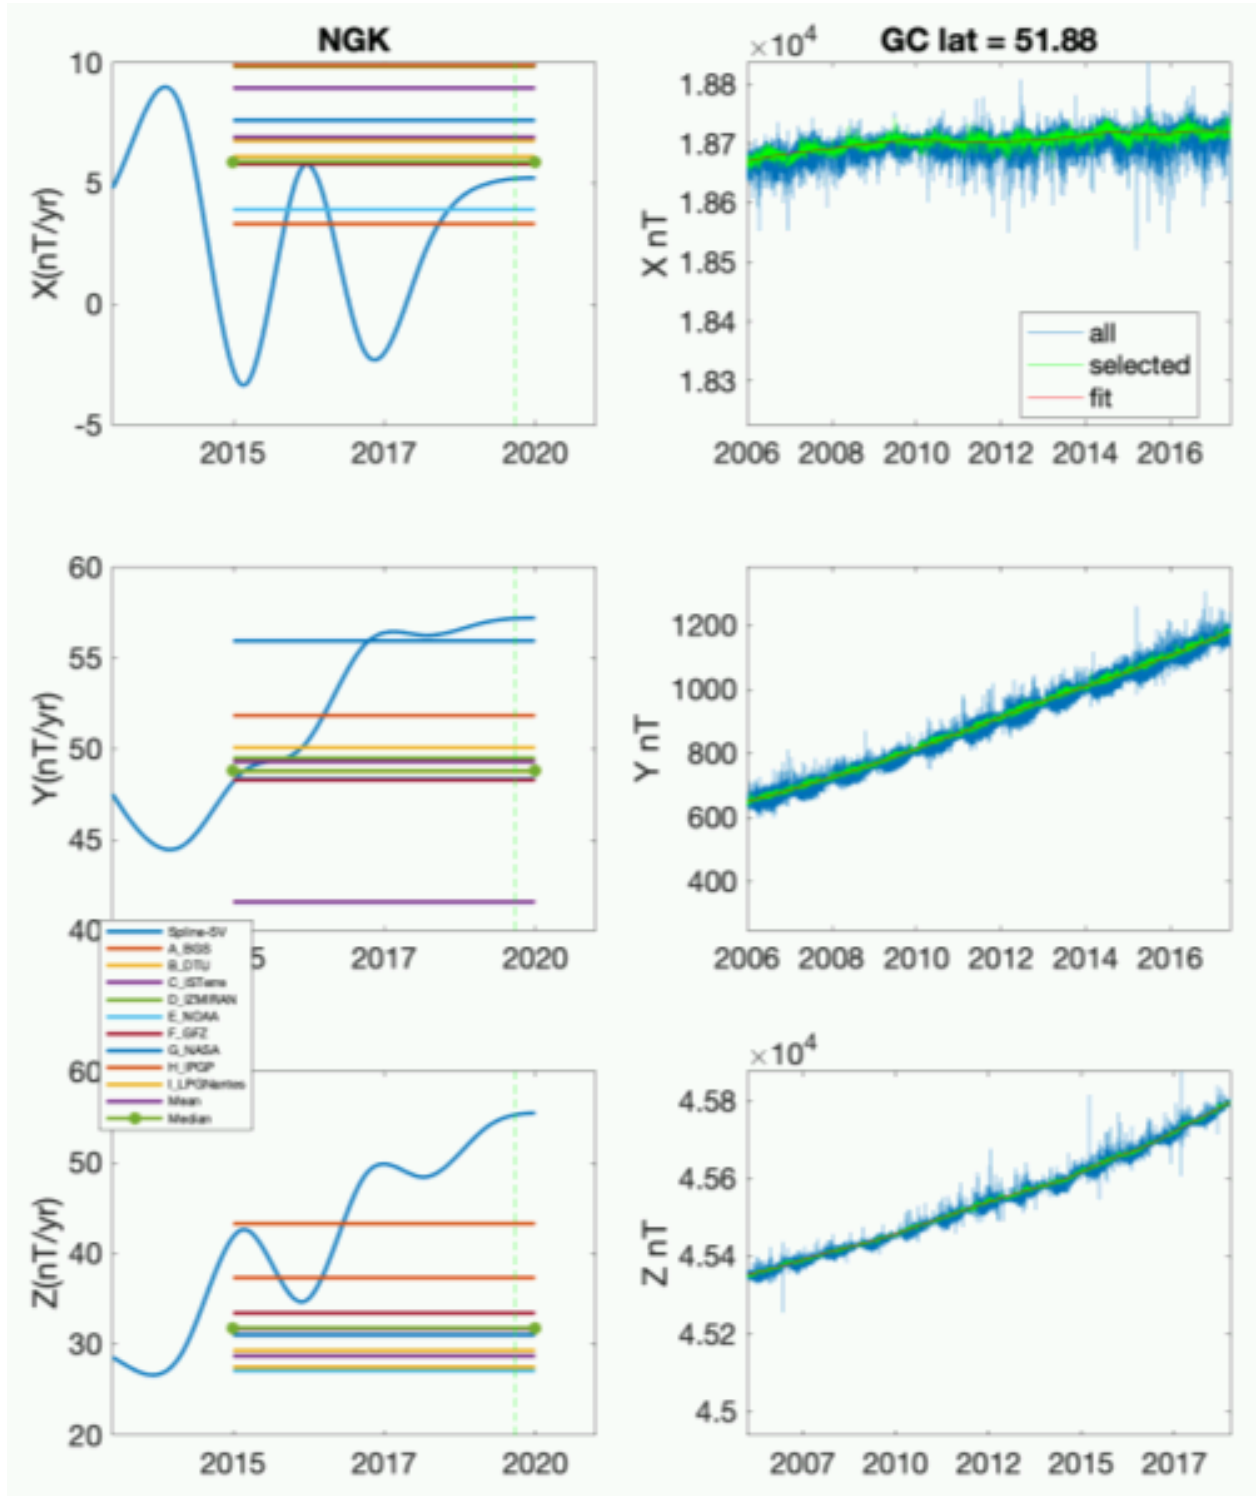 NGK
GC lat = 51.88
10
5
0
-5
X(nT/yr)
2015 2017 2020
×10⁴
1.88
1.87
1.86
1.85
1.84
1.83
X nT
all
selected
fit
2006 2008 2010 2012 2014 2016
60
55
50
45
40
Y(nT/yr)
5 2017 2020
1200
1000
800
600
400
Y nT
2006 2008 2010 2012 2014 2016
Spline-SV
A_BGS
B_DTU
C_ISTerre
D_IZMIRAN
E_NOAA
F_GFZ
G_NASA
H_IPGP
I_LPGNantes
Mean
Median
60
50
40
30
20
Z(nT/yr)
2015 2017 2020
×10⁴
4.58
4.56
4.54
4.52
4.5
Z nT
2007 2010 2012 2015 2017